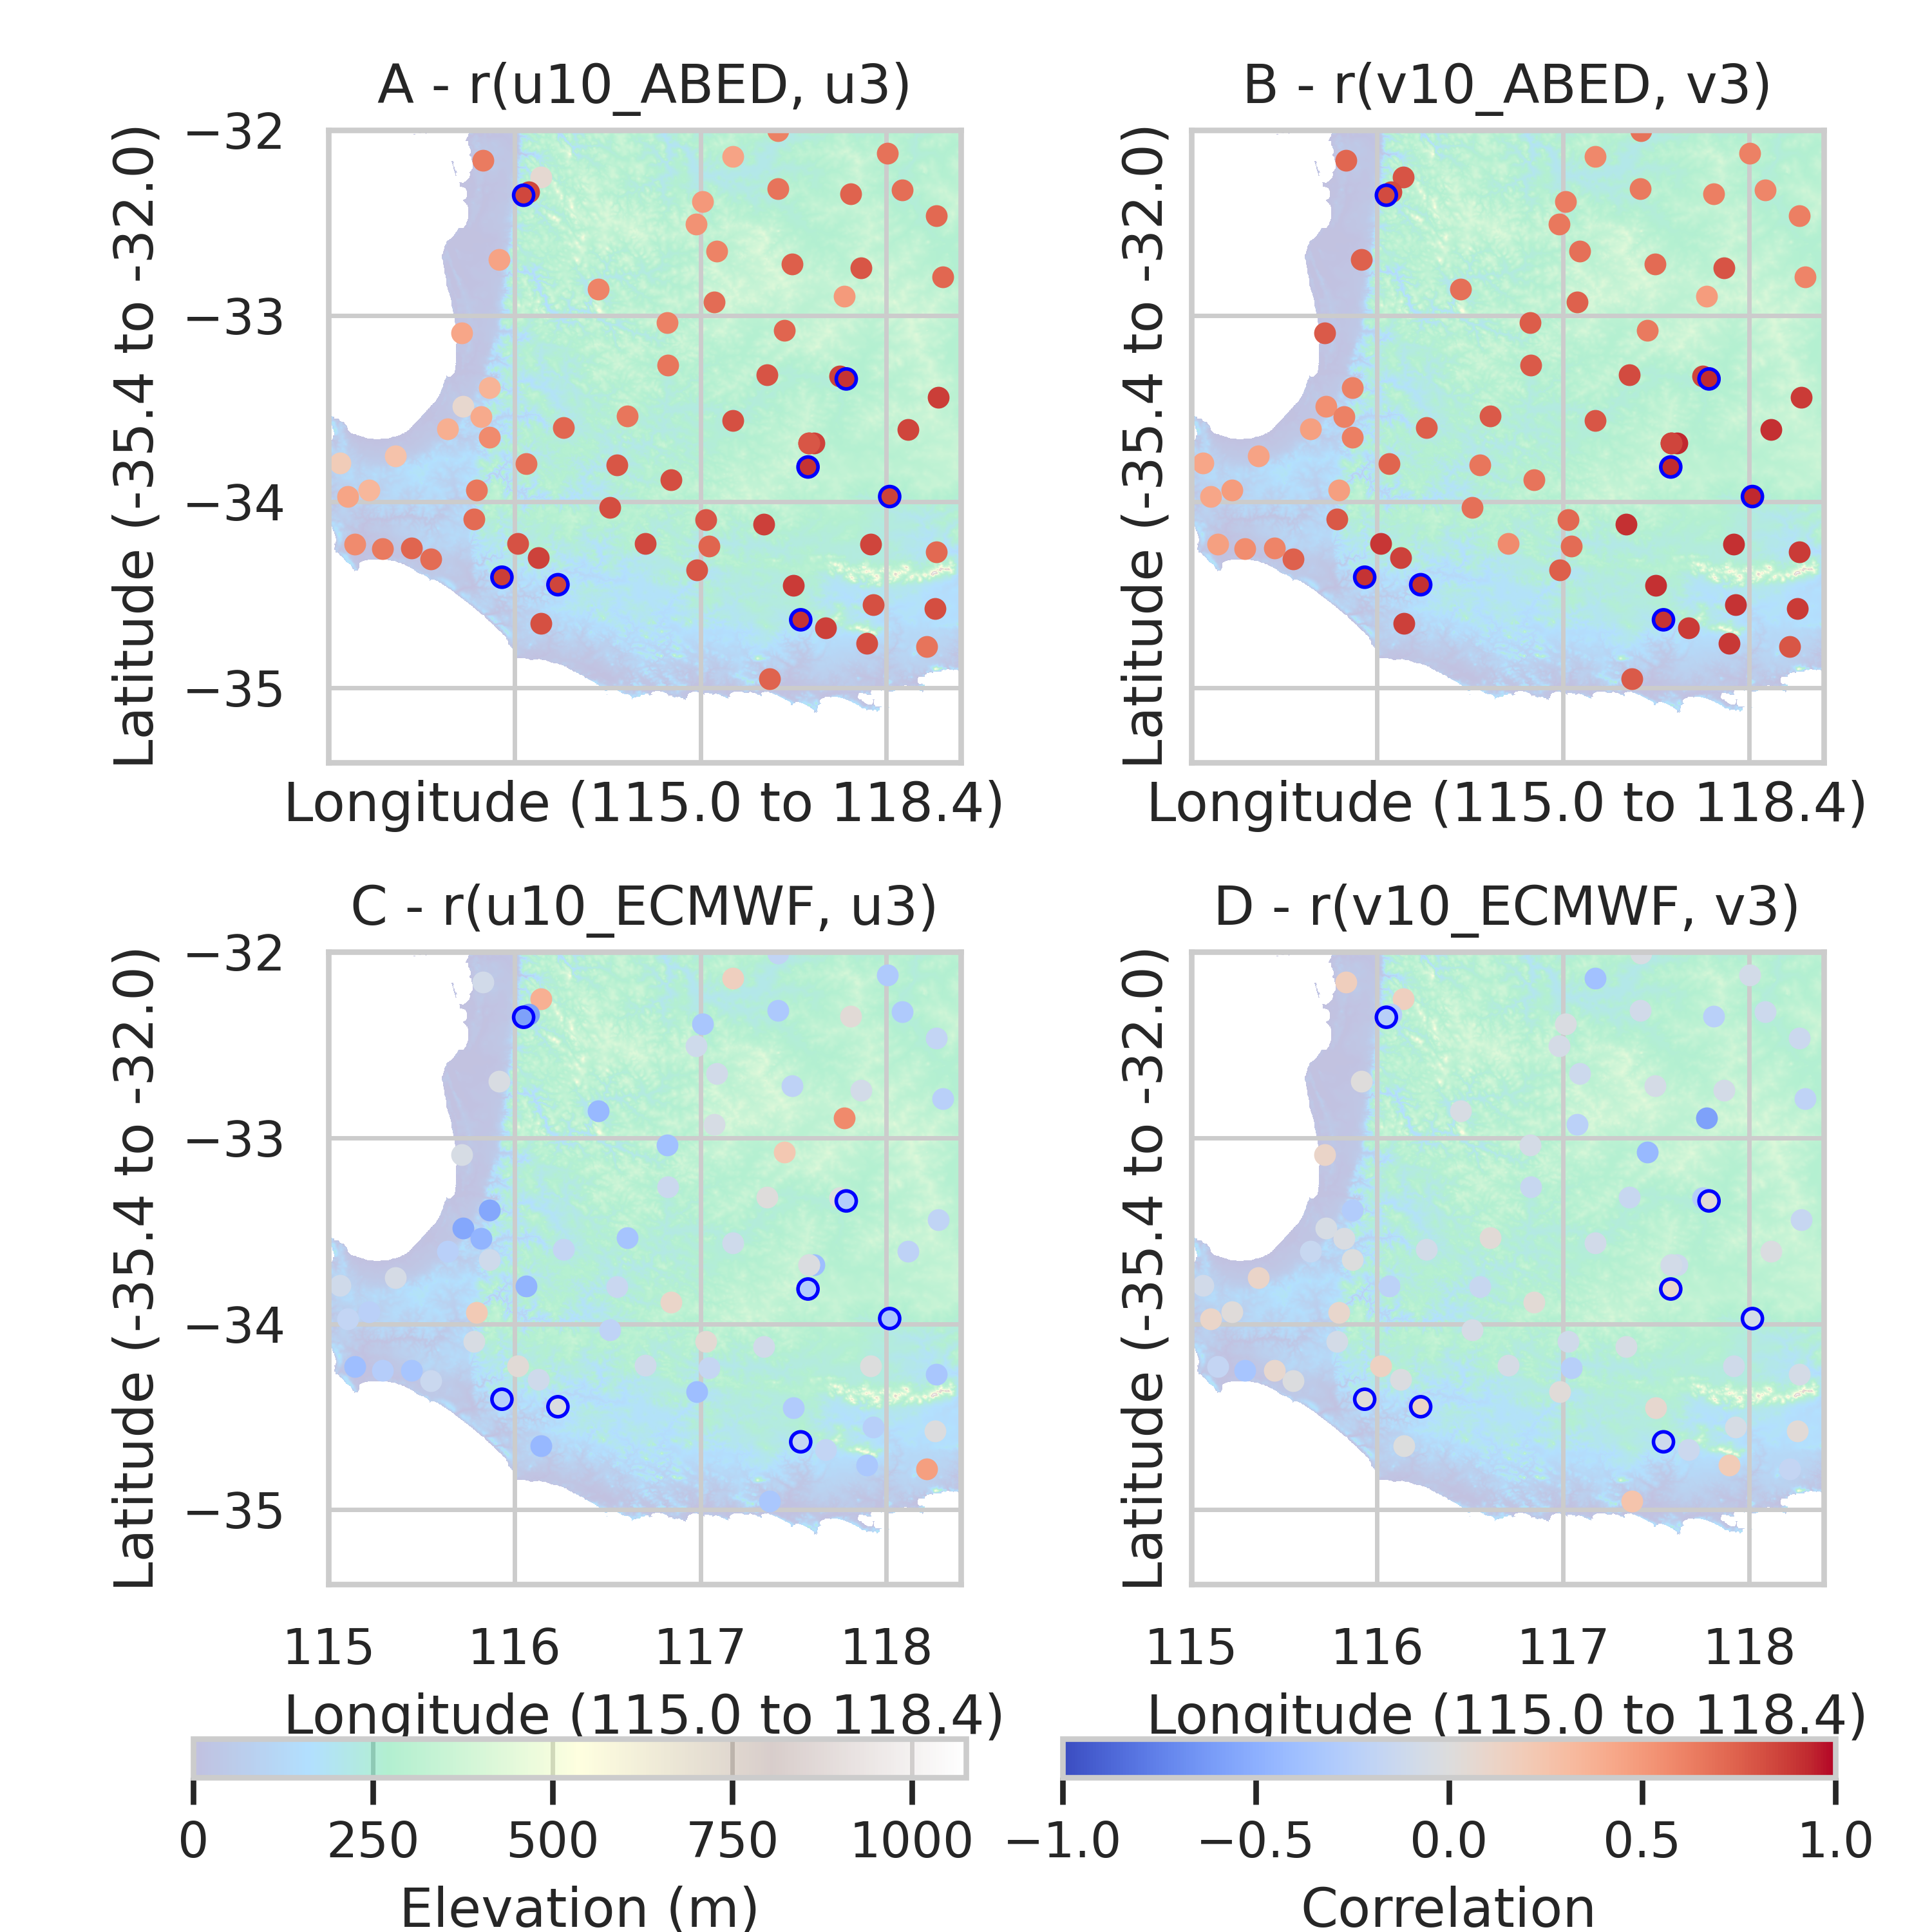 A - r(u10_ABED, u3)
B - r(v10_ABED, v3)
Latitude (-35.4 to -32.0)
−32
−33
−34
−35
Latitude (-35.4 to -32.0)
Longitude (115.0 to 118.4)
Longitude (115.0 to 118.4)
C - r(u10_ECMWF, u3)
D - r(v10_ECMWF, v3)
Latitude (-35.4 to -32.0)
−32
−33
−34
−35
Latitude (-35.4 to -32.0)
115 116 117 118
115 116 117 118
Longitude (115.0 to 118.4)
Longitude (115.0 to 118.4)
0 250 500 750 1000
−1.0 −0.5 0.0 0.5 1.0
Elevation (m)
Correlation